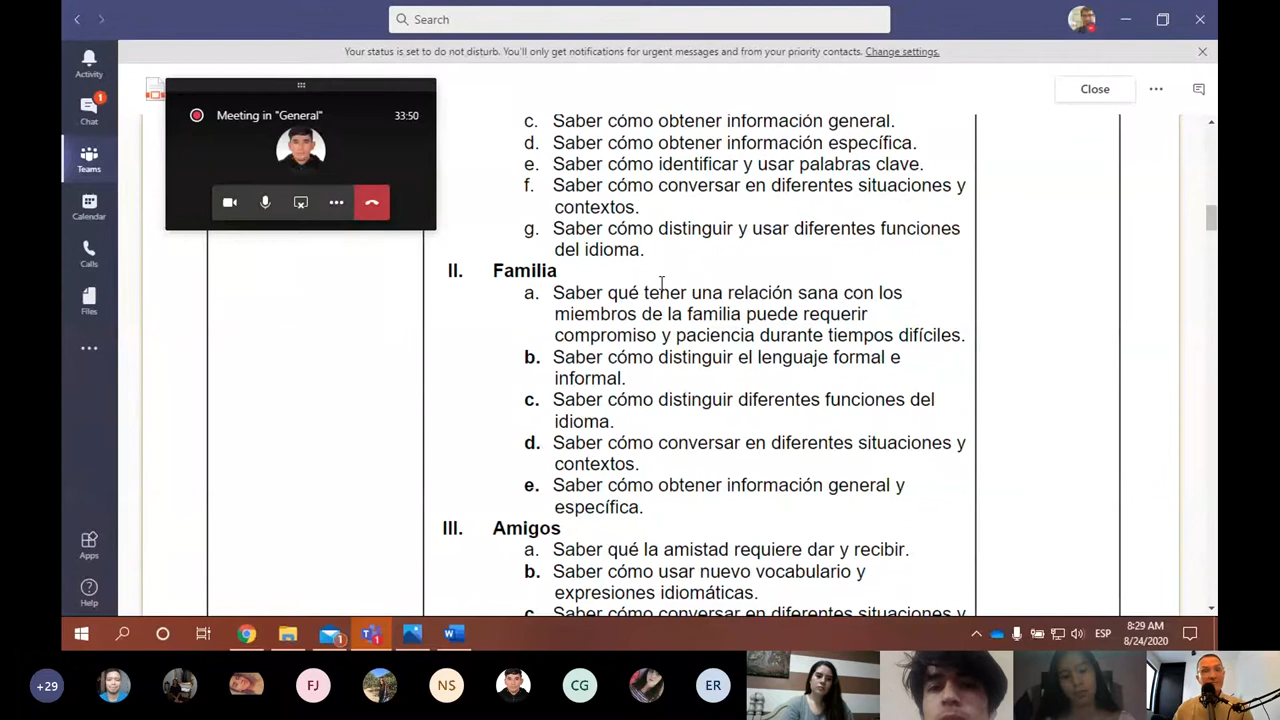 Search
Your status is set to do not disturb. You'll only get notifications for urgent messages and from your priority contacts. Change settings.
Activity
Chat
1
Teams
Calendar
Calls
Files
Apps
Help
Close
Meeting in "General"
33:50
c. Saber cómo obtener información general.
d. Saber cómo obtener información específica.
e. Saber cómo identificar y usar palabras clave.
f. Saber cómo conversar en diferentes situaciones y
contextos.
g. Saber cómo distinguir y usar diferentes funciones
del idioma.
II. Familia
a. Saber qué tener una relación sana con los
miembros de la familia puede requerir
compromiso y paciencia durante tiempos difíciles.
b. Saber cómo distinguir el lenguaje formal e
informal.
c. Saber cómo distinguir diferentes funciones del
idioma.
d. Saber cómo conversar en diferentes situaciones y
contextos.
e. Saber cómo obtener información general y
específica.
III. Amigos
a. Saber qué la amistad requiere dar y recibir.
b. Saber cómo usar nuevo vocabulario y
expresiones idiomáticas.
c. Saber cómo conversar en diferentes situaciones y
ESP
8:29 AM
8/24/2020
+29
FJ
NS
CG
ER